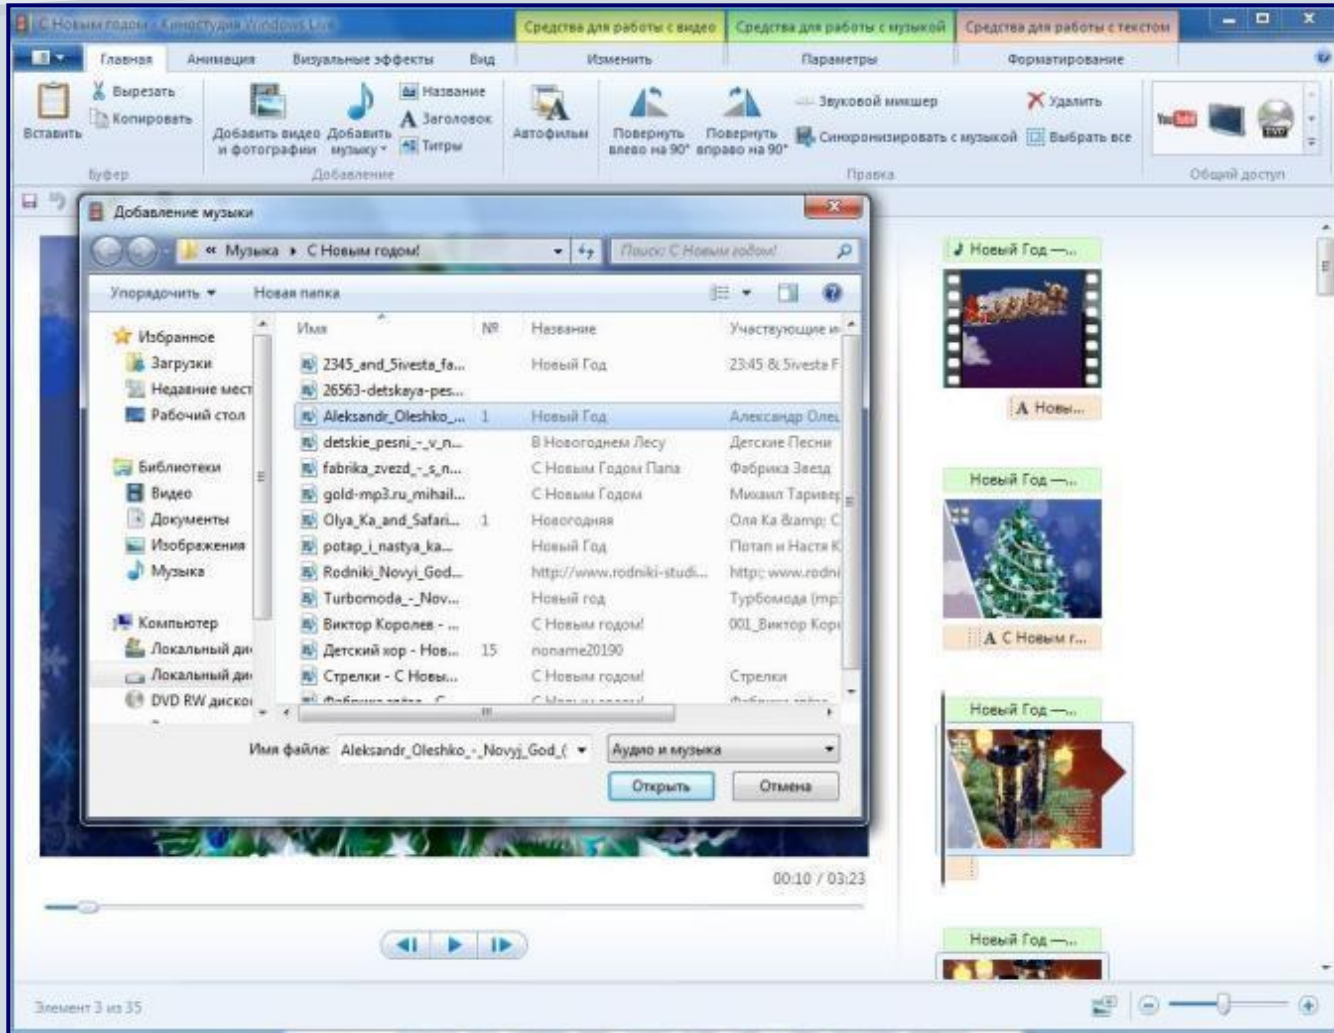 С Новым годом - Киностудия Windows Live
Средства для работы с видео
Средства для работы с музыкой
Средства для работы с текстом
Главная
Анимация
Визуальные эффекты
Вид
Изменить
Параметры
Форматирование
Вставить
Вырезать
Копировать
Буфер
Добавить видео
и фотографии
Добавить
музыку
Название
Заголовок
Титры
Добавление
Автофильм
Повернуть
влево на 90°
Повернуть
вправо на 90°
Звуковой микшер
Синхронизировать с музыкой
Удалить
Выбрать все
Правка
YouTube
DVD
Общий доступ
Добавление музыки
« Музыка ▸ С Новым годом!
Поиск: С Новым годом!
Упорядочить
Новая папка
Избранное
Загрузки
Недавние мест
Рабочий стол
Библиотеки
Видео
Документы
Изображения
Музыка
Компьютер
Локальный ди
Локальный ди
DVD RW дисков
Имя № Название Участвующие и
2345_and_5ivesta_fa... Новый Год 23:45 & 5ivesta F
26563-detskaya-pes...
Aleksandr_Oleshko_... 1 Новый Год Александр Олеш
detskie_pesni_-_v_n... В Новогоднем Лесу Детские Песни
fabrika_zvezd_-_s_n... С Новым Годом Папа Фабрика Звезд
gold-mp3.ru_mihail... С Новым Годом Михаил Таривер
Olya_Ka_and_Safari... 1 Новогодняя Оля Ка &amp; С
potap_i_nastya_ka... Новый Год Потап и Настя К
Rodniki_Novyi_God... http://www.rodniki-studi... http;www.rodni
Turbomoda_-_Nov... Новый год Турбомода (mp:
Виктор Королев - ... С Новым годом! 001_Виктор Коро
Детский хор - Нов... 15 noname20190
Стрелки - С Новы... С Новым годом! Стрелки
Имя файла: Aleksandr_Oleshko_-_Novyj_God_(
Аудио и музыка
Открыть
Отмена
00:10 / 03:23
Новый Год —...
A Новы...
Новый Год —...
A С Новым г...
Новый Год —...
Новый Год —...
Элемент 3 из 35